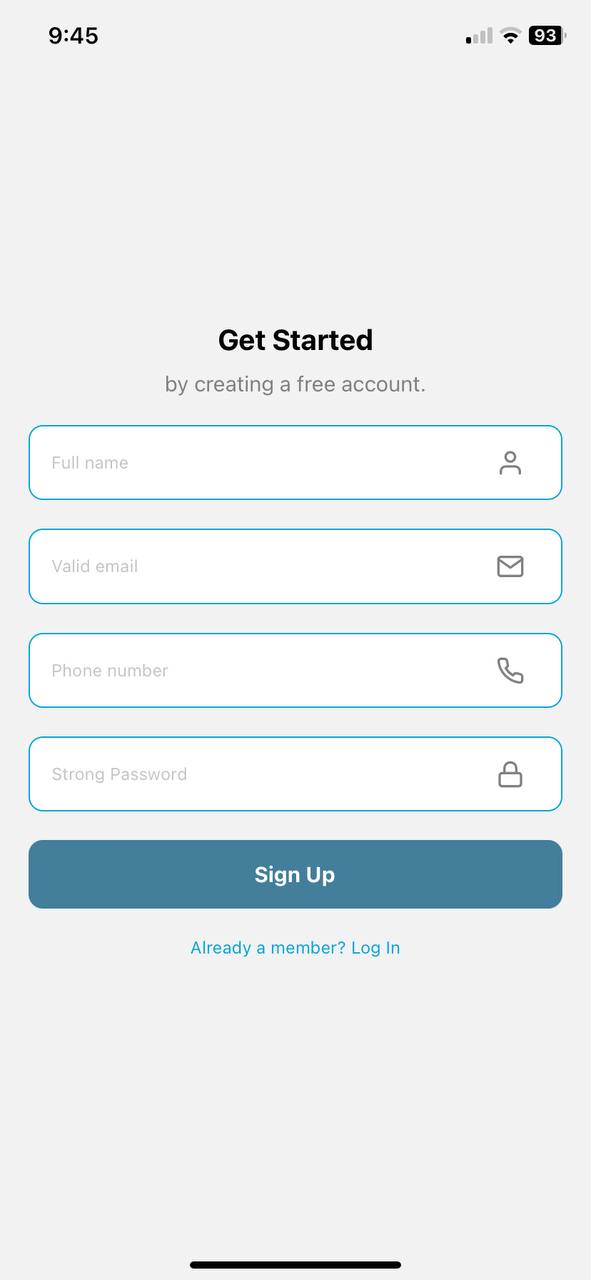 9:45
93
Get Started
by creating a free account.
Full name
Valid email
Phone number
Strong Password
Sign Up
Already a member? Log In